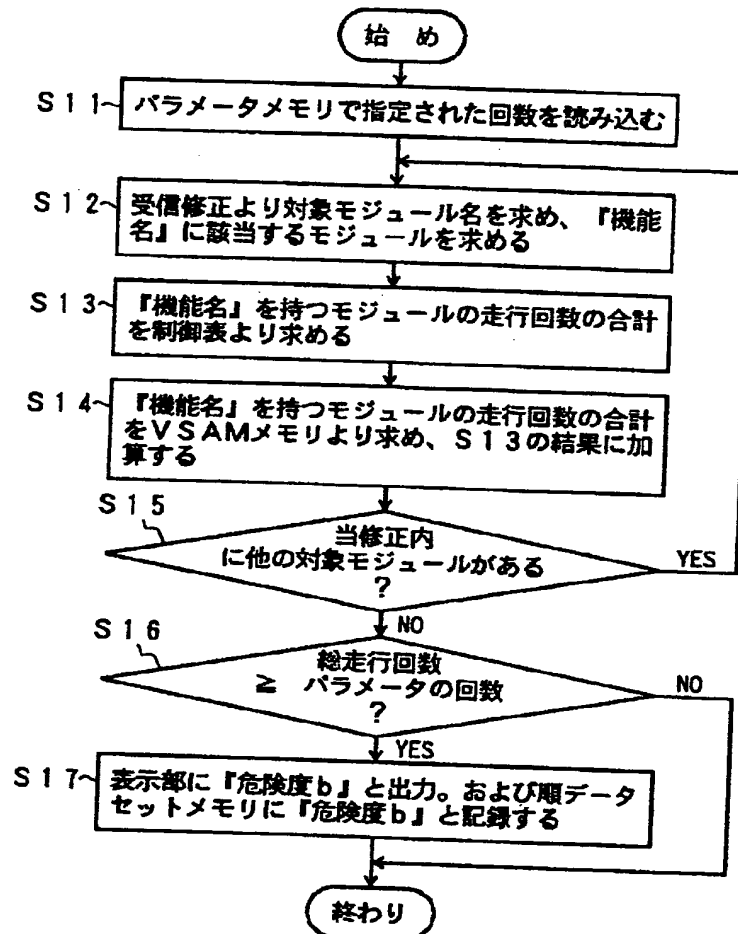 始 め
S11
パラメータメモリで指定された回数を読み込む
S12
受信修正より対象モジュール名を求め、『機能
名』に該当するモジュールを求める
S13
『機能名』を持つモジュールの走行回数の合計
を制御表より求める
S14
『機能名』を持つモジュールの走行回数の合計
をVSAMメモリより求め、S13の結果に加
算する
S15
当修正内
に他の対象モジュールがある
?
YES
NO
S16
総走行回数
≧ パラメータの回数
?
NO
YES
S17
表示部に『危険度b』と出力。および順データ
セットメモリに『危険度b』と記録する
終わり